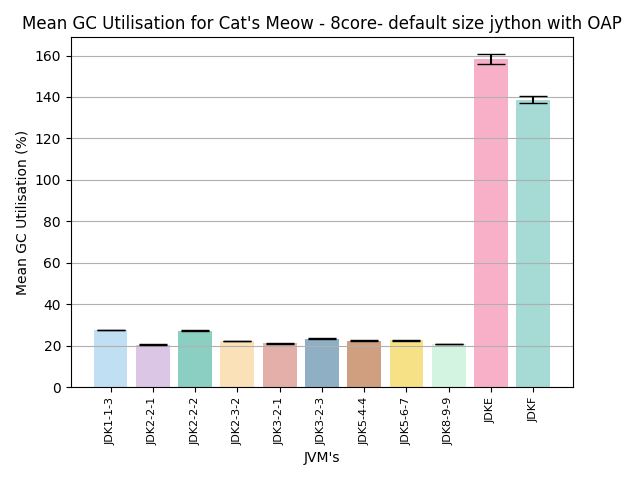 Mean GC Utilisation for Cat's Meow - 8core- default size jython with OAP
Mean GC Utilisation (%)
160
140
120
100
80
60
40
20
0
JDK1-1-3
JDK2-2-1
JDK2-2-2
JDK2-3-2
JDK3-2-1
JDK3-2-3
JDK5-4-4
JDK5-6-7
JDK8-9-9
JDKE
JDKF
JVM's